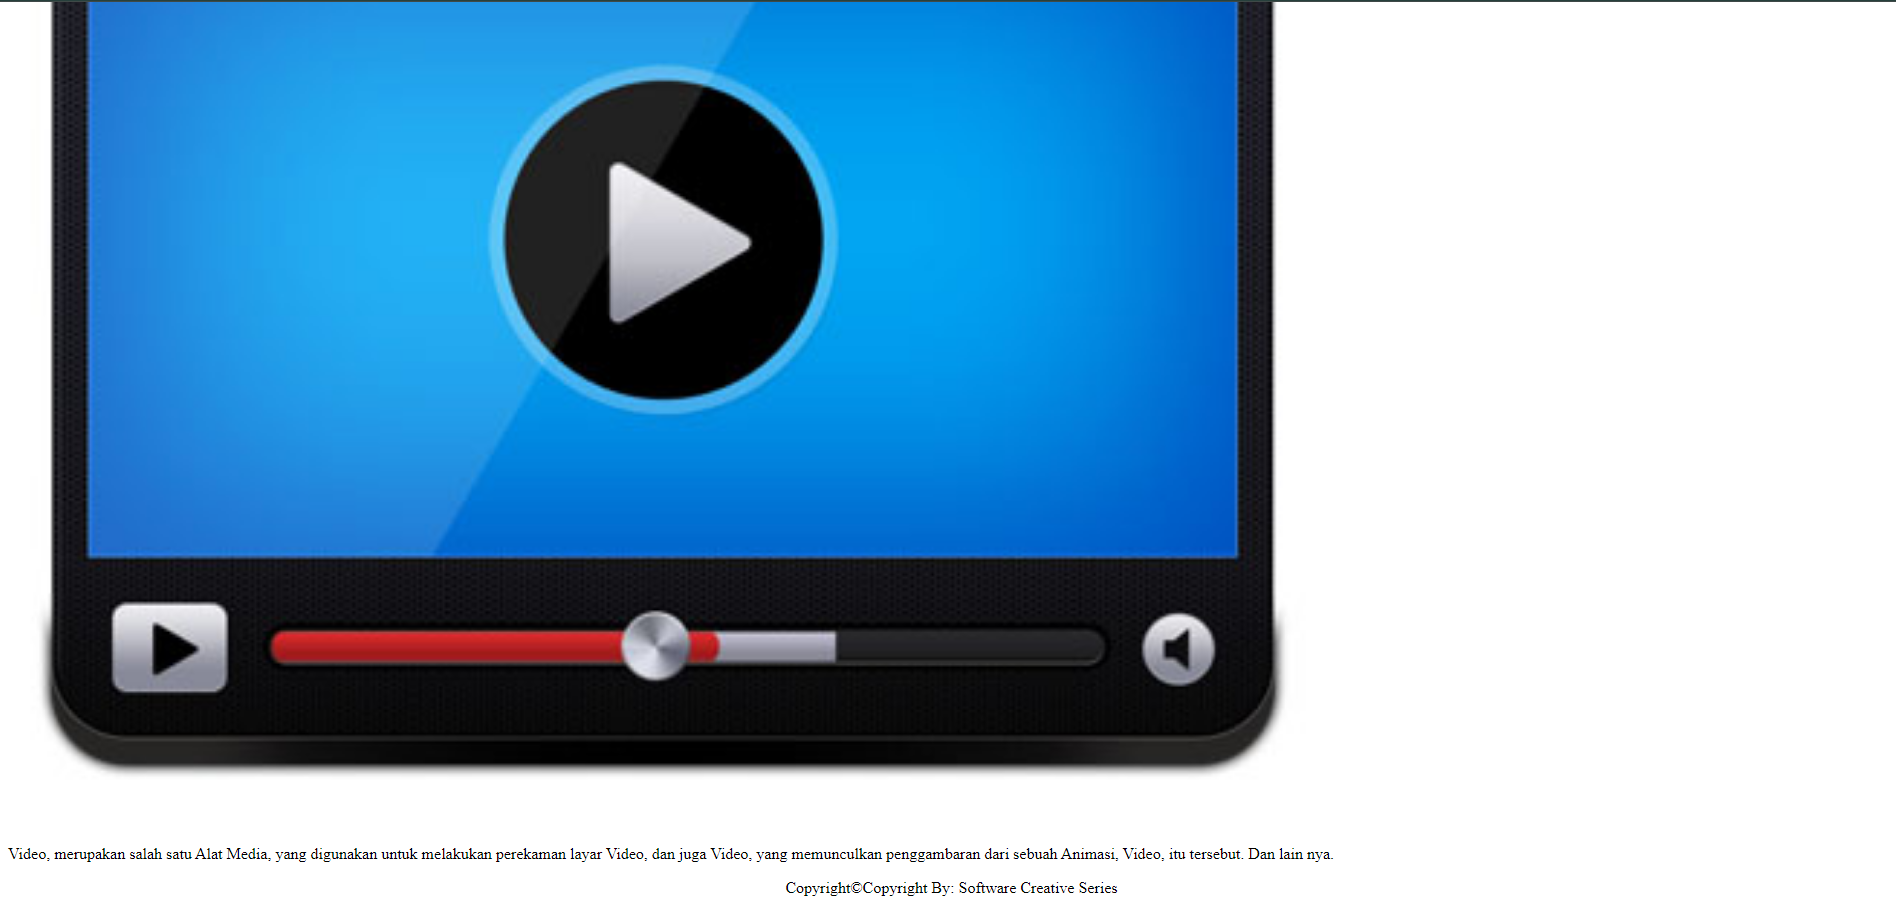 Video, merupakan salah satu Alat Media, yang digunakan untuk melakukan perekaman layar Video, dan juga Video, yang memunculkan penggambaran dari sebuah Animasi, Video, itu tersebut. Dan lain nya.
Copyright©Copyright By: Software Creative Series